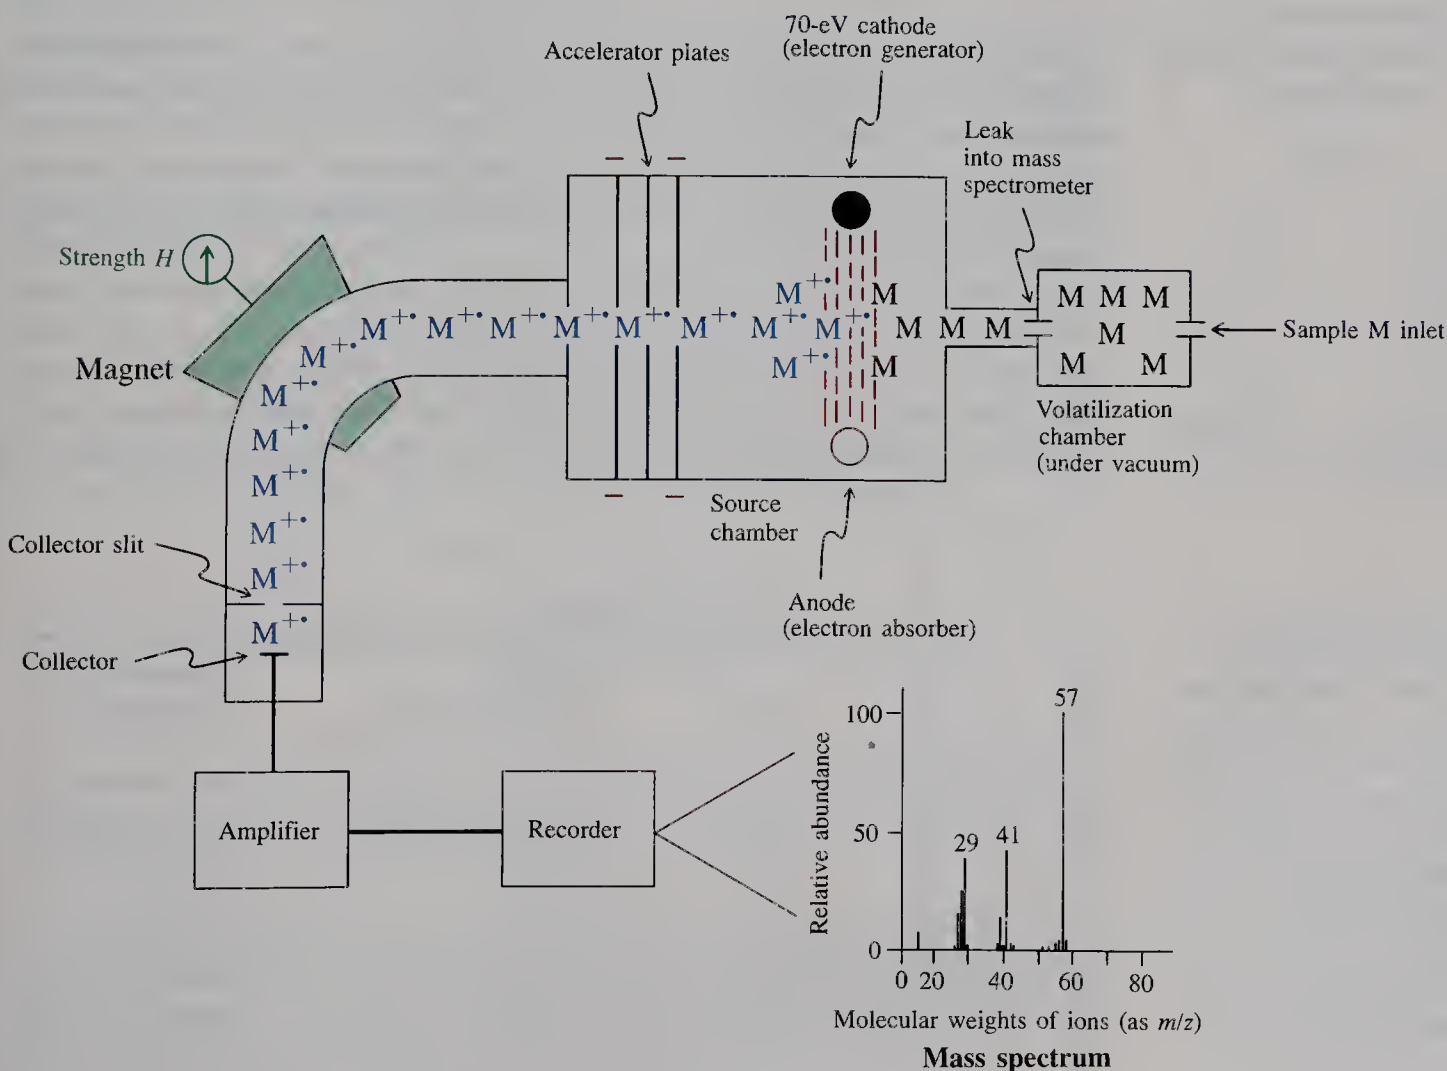 70-eV cathode
(electron generator)
Accelerator plates
Leak
into mass
spectrometer
Strength H
Magnet
M M M
M
M M
Sample M inlet
M+• M+• M+• M+• M+• M+• M+• M+• M M M
M+• M
M+• M
M+•
M+•
M+•
M+•
M+•
M+•
M+•
Volatilization
chamber
(under vacuum)
− −
− −
Source
chamber
Anode
(electron absorber)
Collector slit
Collector
Amplifier
Recorder
Relative abundance
100
50
0
29
41
57
0 20 40 60 80
Molecular weights of ions (as m/z)
Mass spectrum